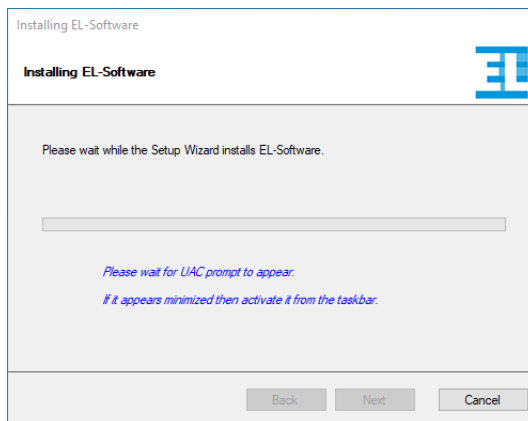 Installing EL-Software
Installing EL-Software
EL
Please wait while the Setup Wizard installs EL-Software.
Please wait for UAC prompt to appear.
If it appears minimized then activate it from the taskbar.
Back Next Cancel